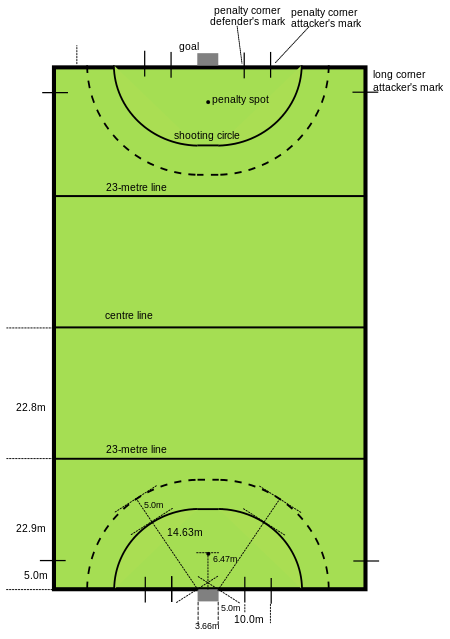 penalty corner
defender's mark
penalty corner
attacker's mark
goal
long corner
attacker's mark
penalty spot
shooting circle
23-metre line
centre line
22.8m
23-metre line
5.0m
22.9m
14.63m
6.47m
5.0m
5.0m
10.0m
3.66m